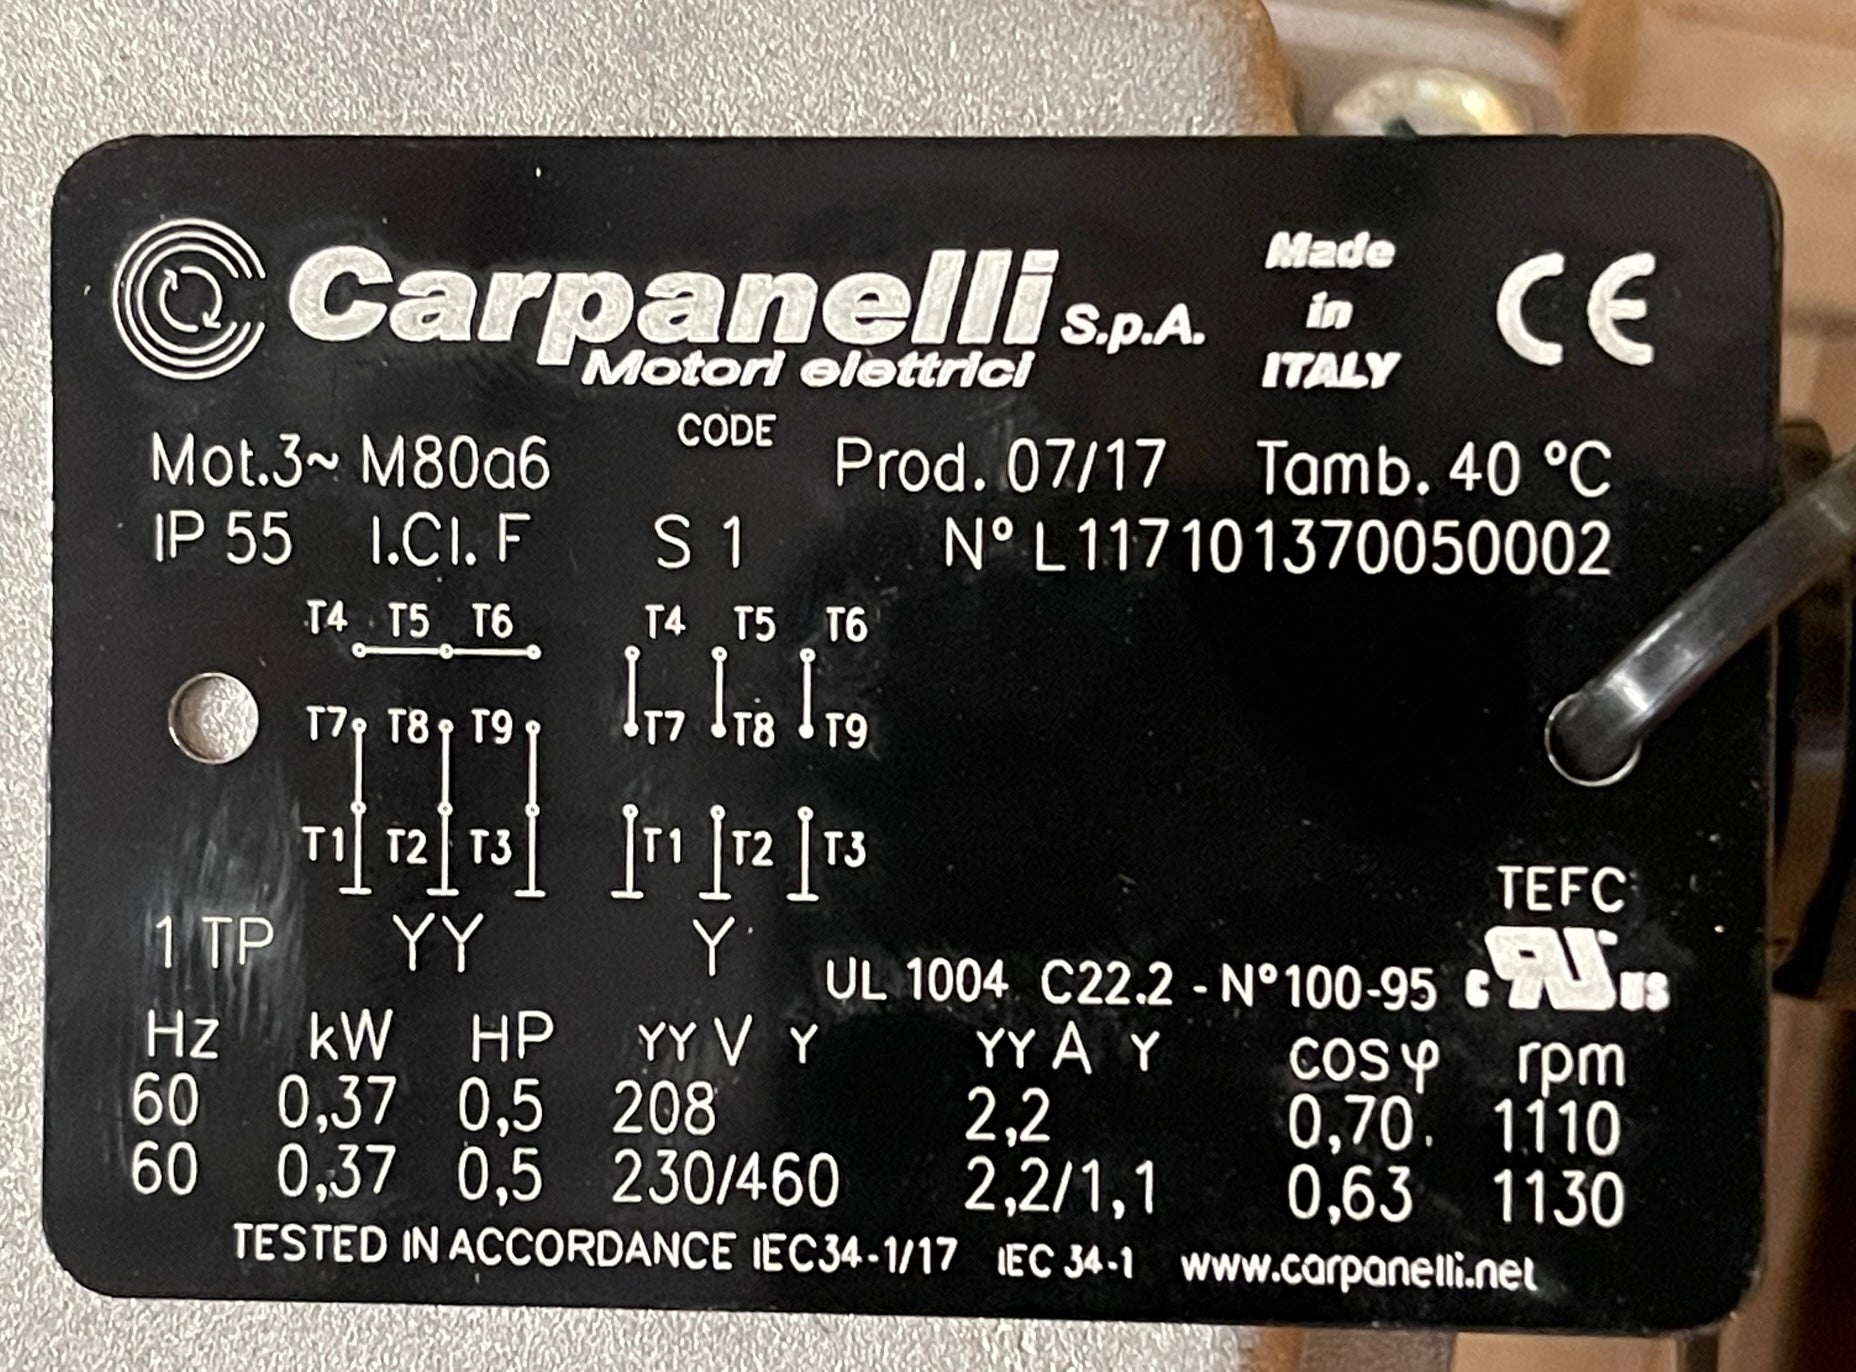 Carpanelli S.p.A.
Motori elettrici
Made
in
ITALY
CE
CODE
Mot.3~ M80a6 Prod. 07/17 Tamb. 40 °C
IP 55 I.Cl. F S 1 N° L117101370050002
T4 T5 T6 T4 T5 T6
T7 T8 T9 T7 T8 T9
T1 T2 T3 T1 T2 T3
TEFC
1 TP YY Y
UL 1004 C22.2 - N°100-95 c RU us
Hz kW HP YY V Y YY A Y cosφ rpm
60 0,37 0,5 208 2,2 0,70 1110
60 0,37 0,5 230/460 2,2/1,1 0,63 1130
TESTED IN ACCORDANCE IEC34-1/17 IEC 34-1 www.carpanelli.net